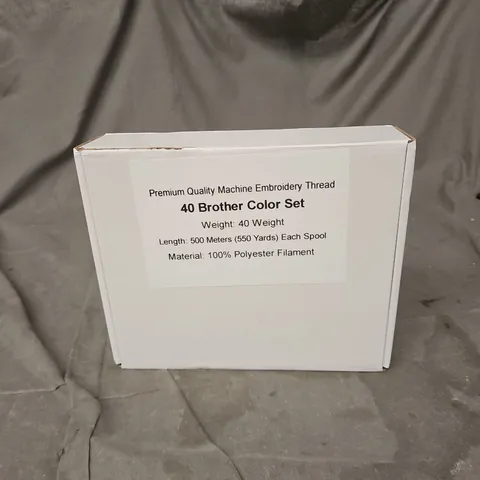 Premium Quality Machine Embroidery Thread
40 Brother Color Set
Weight: 40 Weight
Length: 500 Meters (550 Yards) Each Spool
Material: 100% Polyester Filament